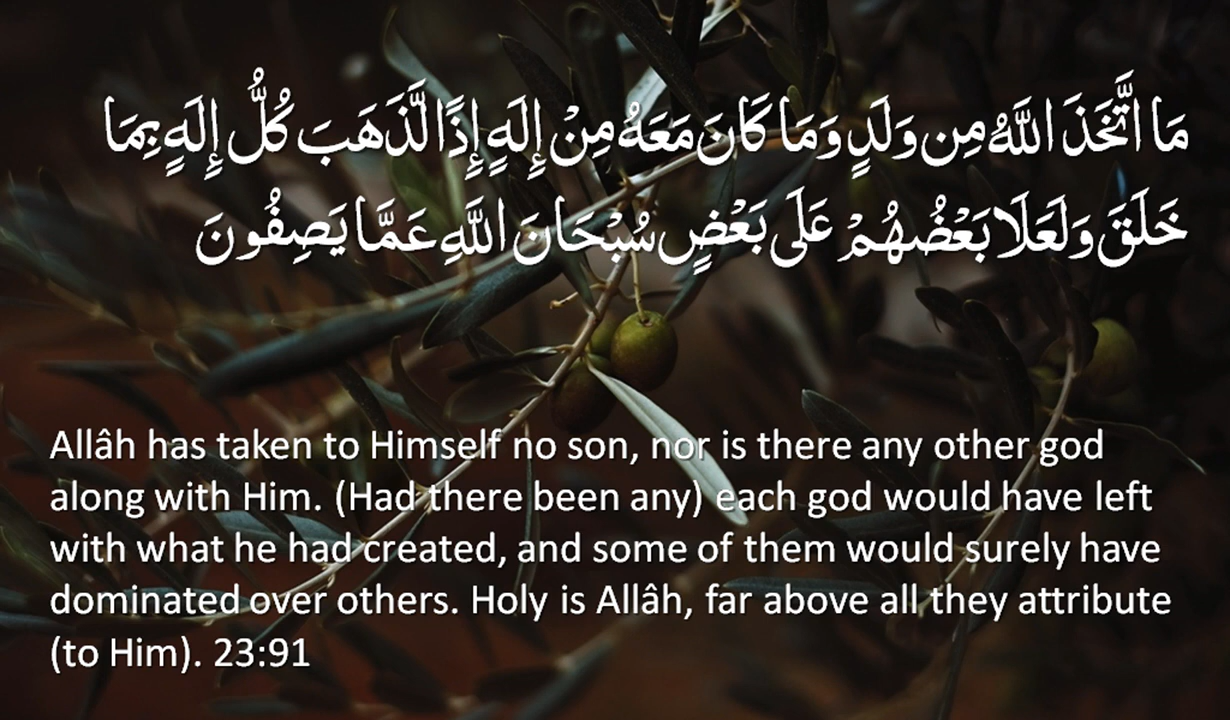 مَا اتَّخَذَ اللَّهُ مِن وَلَدٍ وَمَا كَانَ مَعَهُ مِنْ إِلَهٍ إِذًا لَّذَهَبَ كُلُّ إِلَهٍ بِمَا
خَلَقَ وَلَعَلَا بَعْضُهُمْ عَلَى بَعْضٍ سُبْحَانَ اللَّهِ عَمَّا يَصِفُونَ
Allâh has taken to Himself no son, nor is there any other god
along with Him. (Had there been any) each god would have left
with what he had created, and some of them would surely have
dominated over others. Holy is Allâh, far above all they attribute
(to Him). 23:91